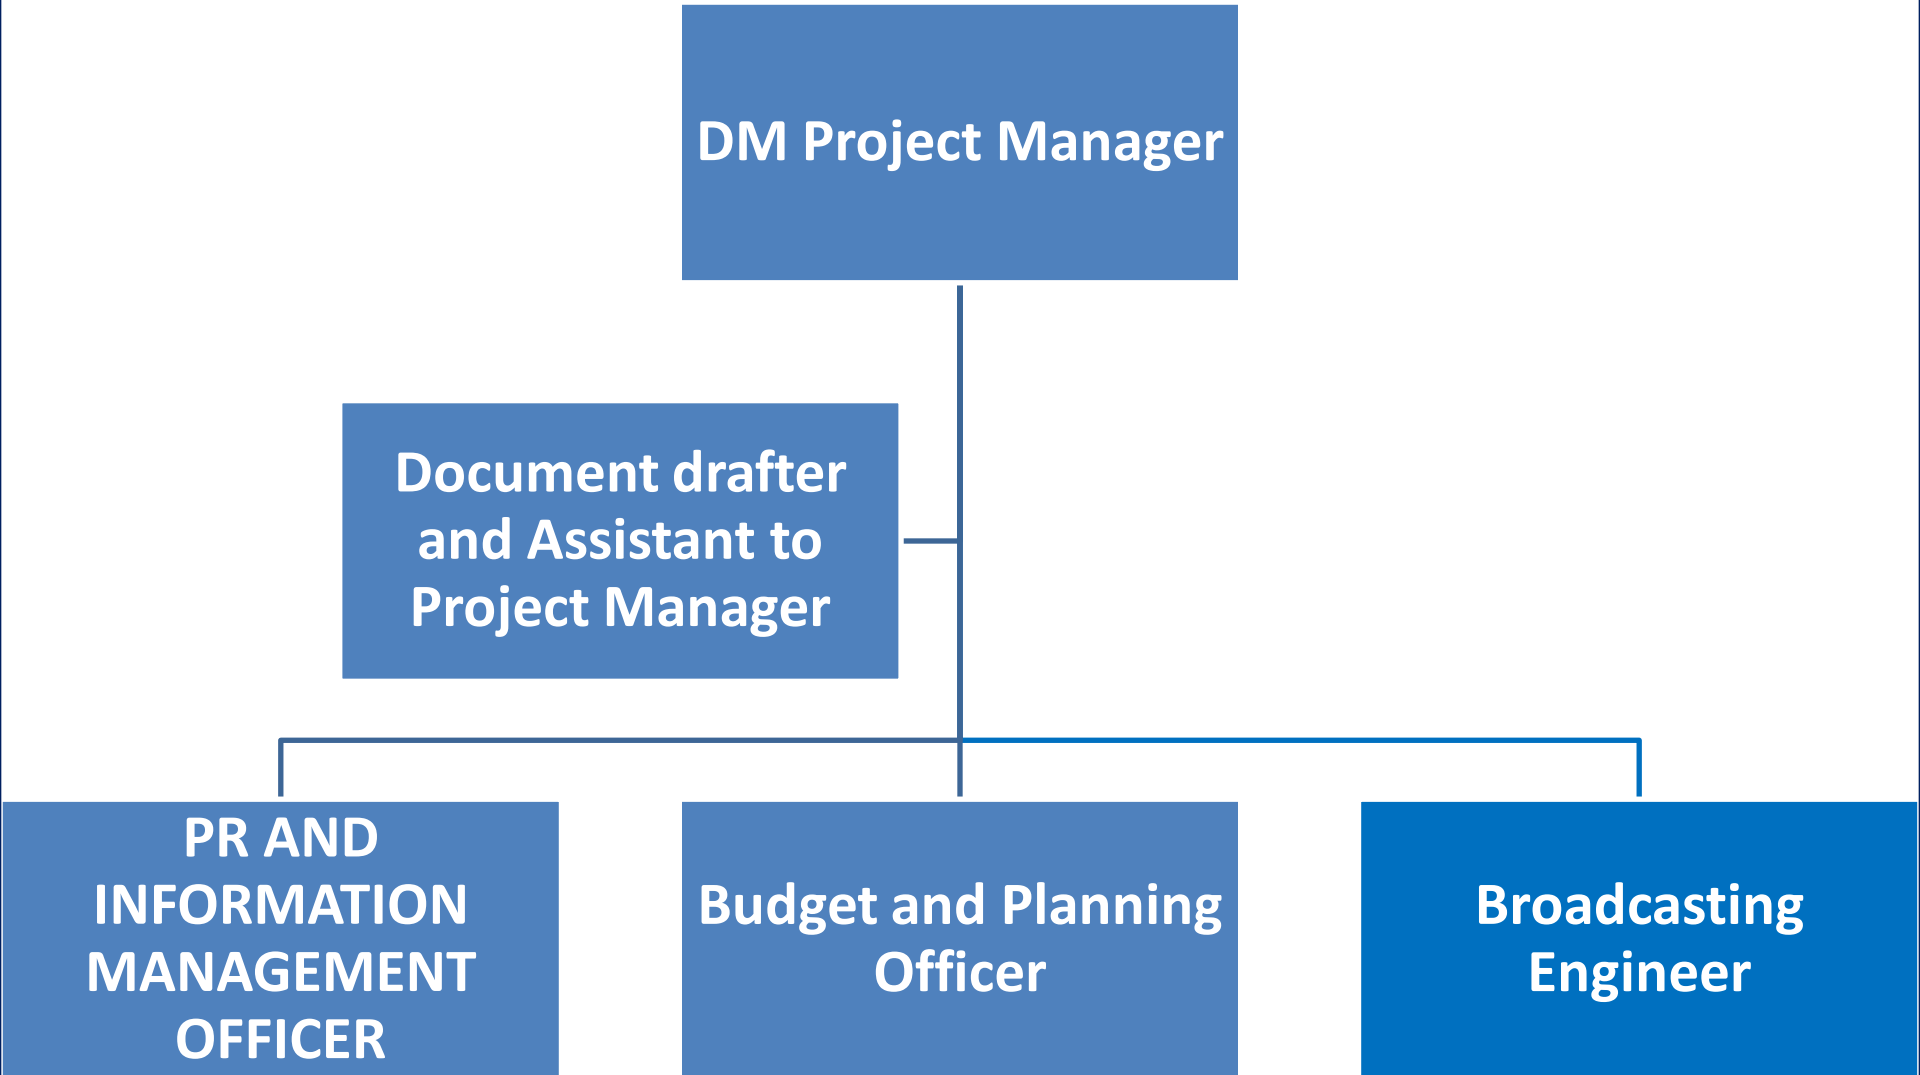 DM Project Manager
Document drafter
and Assistant to
Project Manager
PR AND
INFORMATION
MANAGEMENT
OFFICER
Budget and Planning
Officer
Broadcasting
Engineer